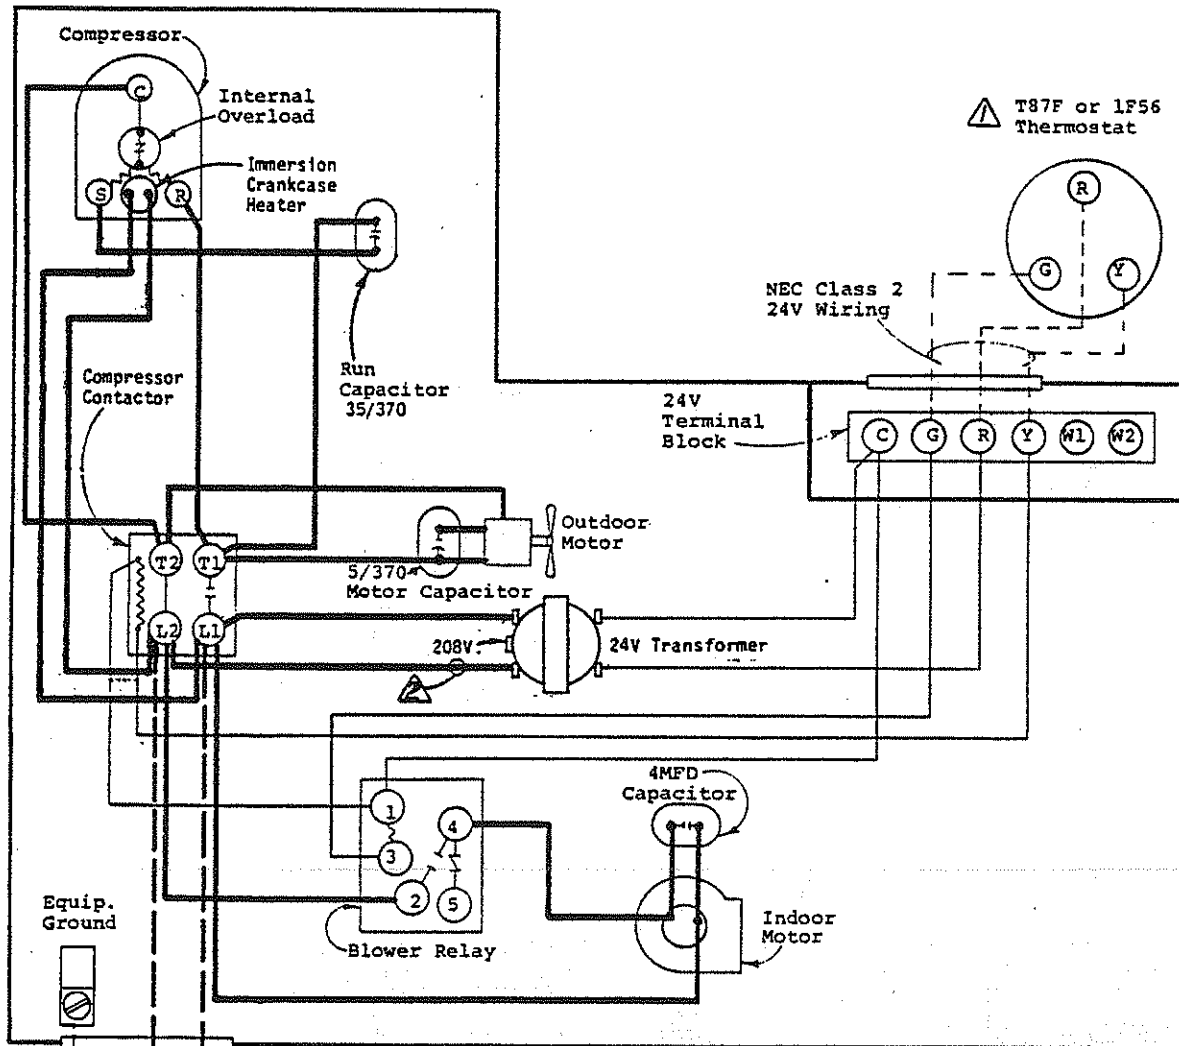 Compressor
C
Internal
Overload
Immersion
Crankcase
Heater
S
R
Run
Capacitor
35/370
Compressor
Contactor
1
T87F or 1F56
Thermostat
R
G
Y
NEC Class 2
24V Wiring
24V
Terminal
Block
C
G
R
Y
W1
W2
T2
T1
L2
L1
5/370
Motor Capacitor
Outdoor
Motor
208V.
24V Transformer
2
4MFD
Capacitor
1
4
3
2
5
Blower Relay
Indoor
Motor
Equip.
Ground